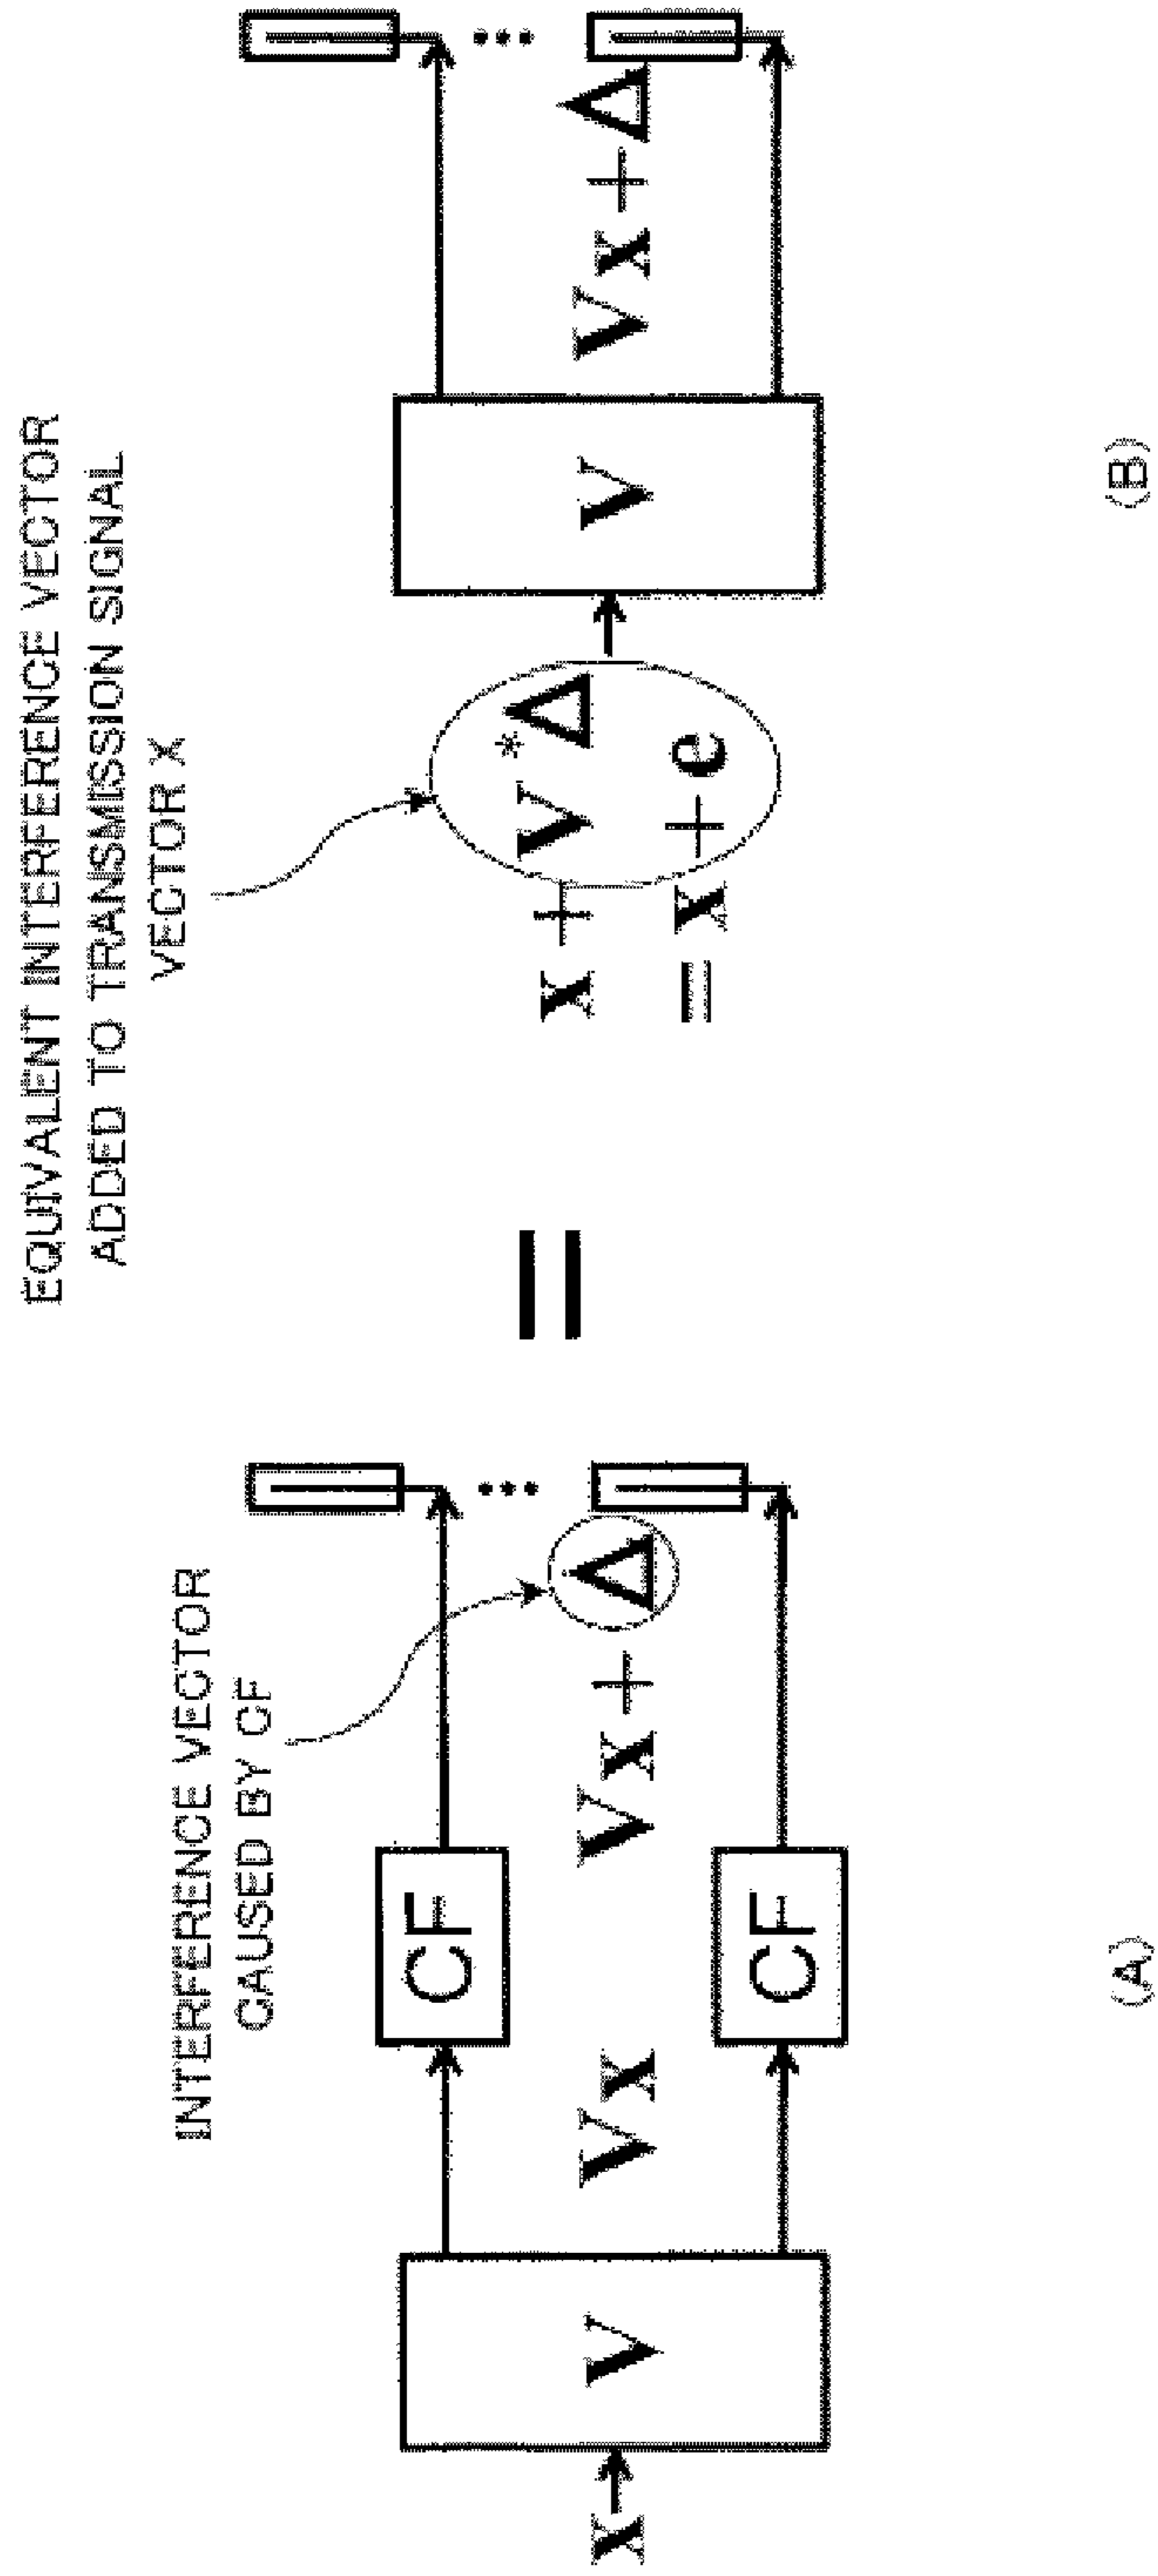 INTERFERENCE VECTOR
CAUSED BY CF
x
V
CF
CF
Vx
Vx+Δ
(A)
=
EQUIVALENT INTERFERENCE VECTOR
ADDED TO TRANSMISSION SIGNAL
VECTOR X
x+V*Δ
=x+e
V
Vx+Δ
(B)